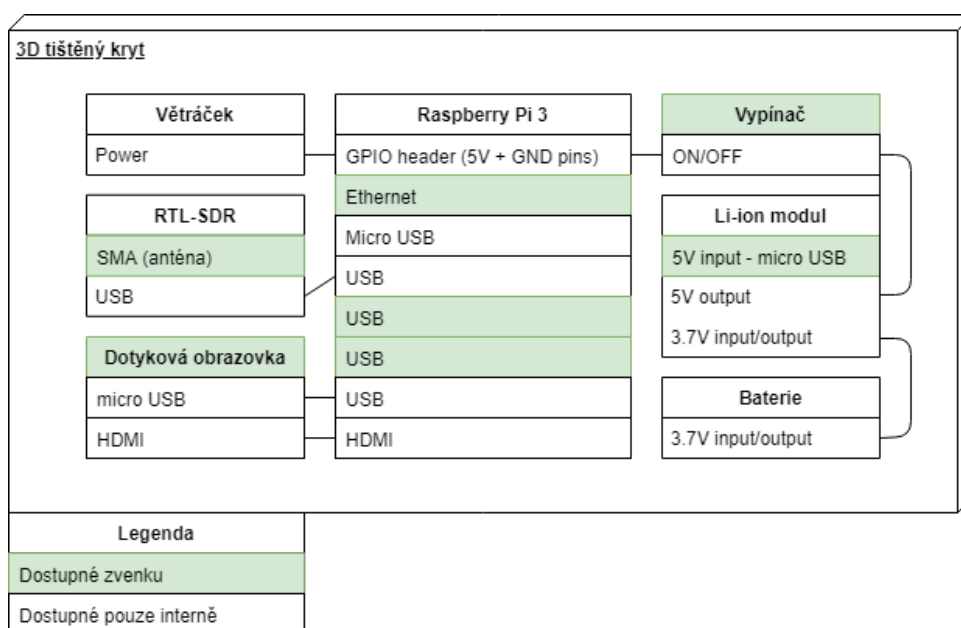 3D tištěný kryt
Větráček
Power
RTL-SDR
SMA (anténa)
USB
Dotyková obrazovka
micro USB
HDMI
Raspberry Pi 3
GPIO header (5V + GND pins)
Ethernet
Micro USB
USB
USB
USB
USB
HDMI
Vypínač
ON/OFF
Li-ion modul
5V input - micro USB
5V output
3.7V input/output
Baterie
3.7V input/output
Legenda
Dostupné zvenku
Dostupné pouze interně